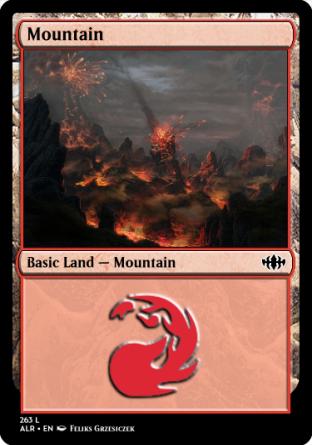 Mountain
Basic Land — Mountain
263 L
ALR • EN Feliks Grzesiczek